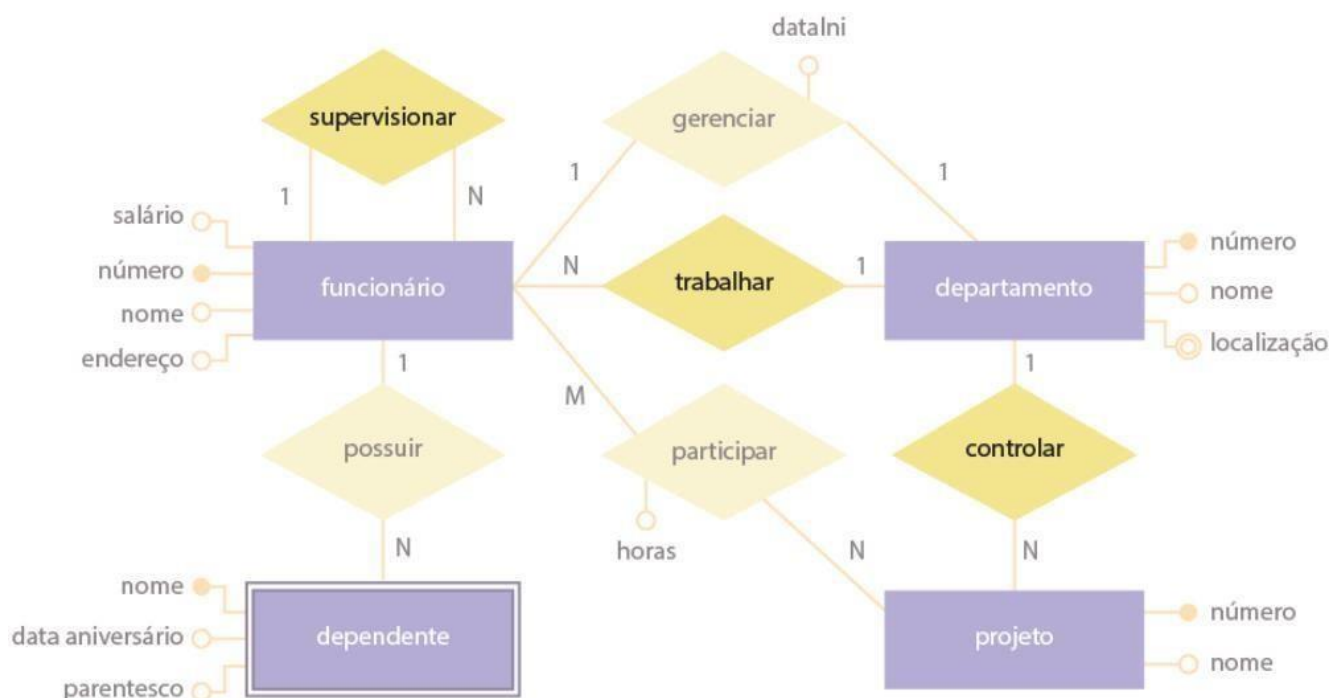 dataIni
supervisionar
gerenciar
1
N
1
1
salário
número
nome
endereço
funcionário
N
trabalhar
1
departamento
número
nome
localização
1
M
1
possuir
participar
controlar
horas
N
N
N
nome
data aniversário
parentesco
dependente
projeto
número
nome